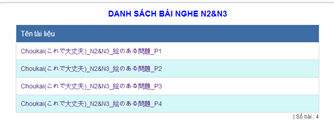 DANH SÁCH BÀI NGHE N2&N3
Tên tài liệu
Choukai(これで大丈夫)_N2&N3_絵のある問題_P1
Choukai(これで大丈夫)_N2&N3_絵のある問題_P2
Choukai(これで大丈夫)_N2&N3_絵のある問題_P3
Choukai(これで大丈夫)_N2&N3_絵のある問題_P4
| Số bài : 4